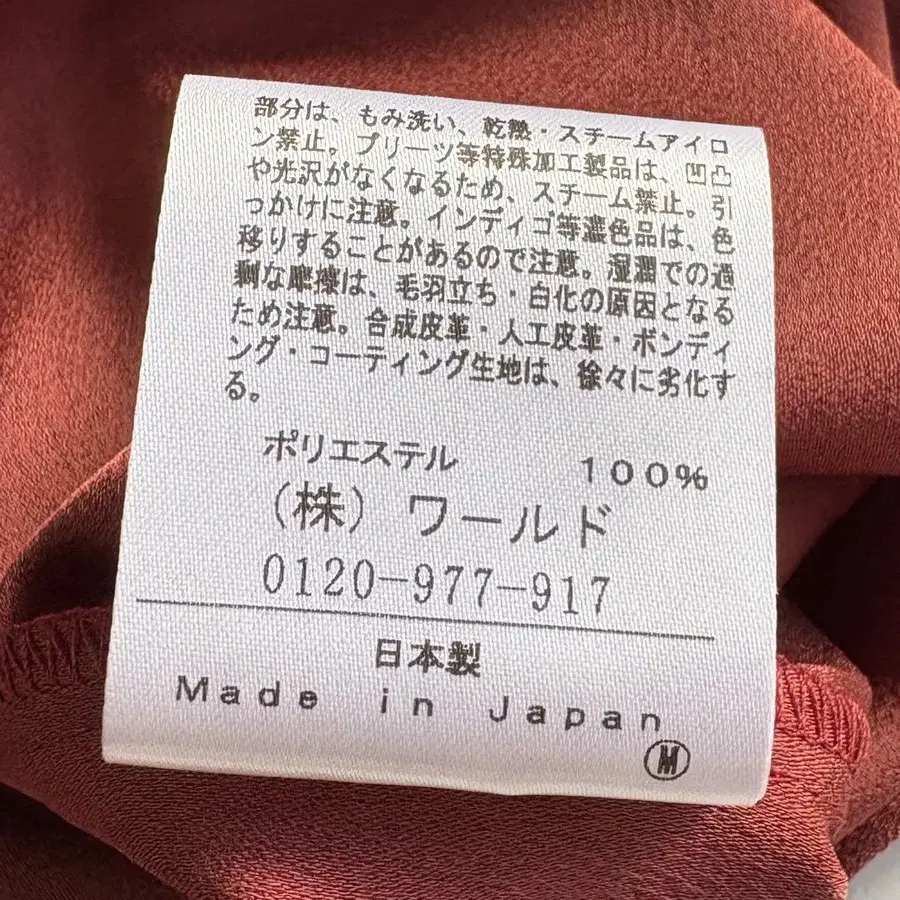 部分は、もみ洗い、乾熱・スチームアイロ
ン禁止。プリーツ等特殊加工製品は、凹凸
や光沢がなくなるため、スチーム禁止。引
っかけに注意。インディゴ等濃色品は、色
移りすることがあるので注意。湿潤での過
剰な摩擦は、毛羽立ち・白化の原因となる
ため注意。合成皮革・人工皮革・ボンディ
ング・コーティング生地は、徐々に劣化す
る。
ポリエステル 100%
(株) ワールド
0120-977-917
日本製
Made in Japan
M